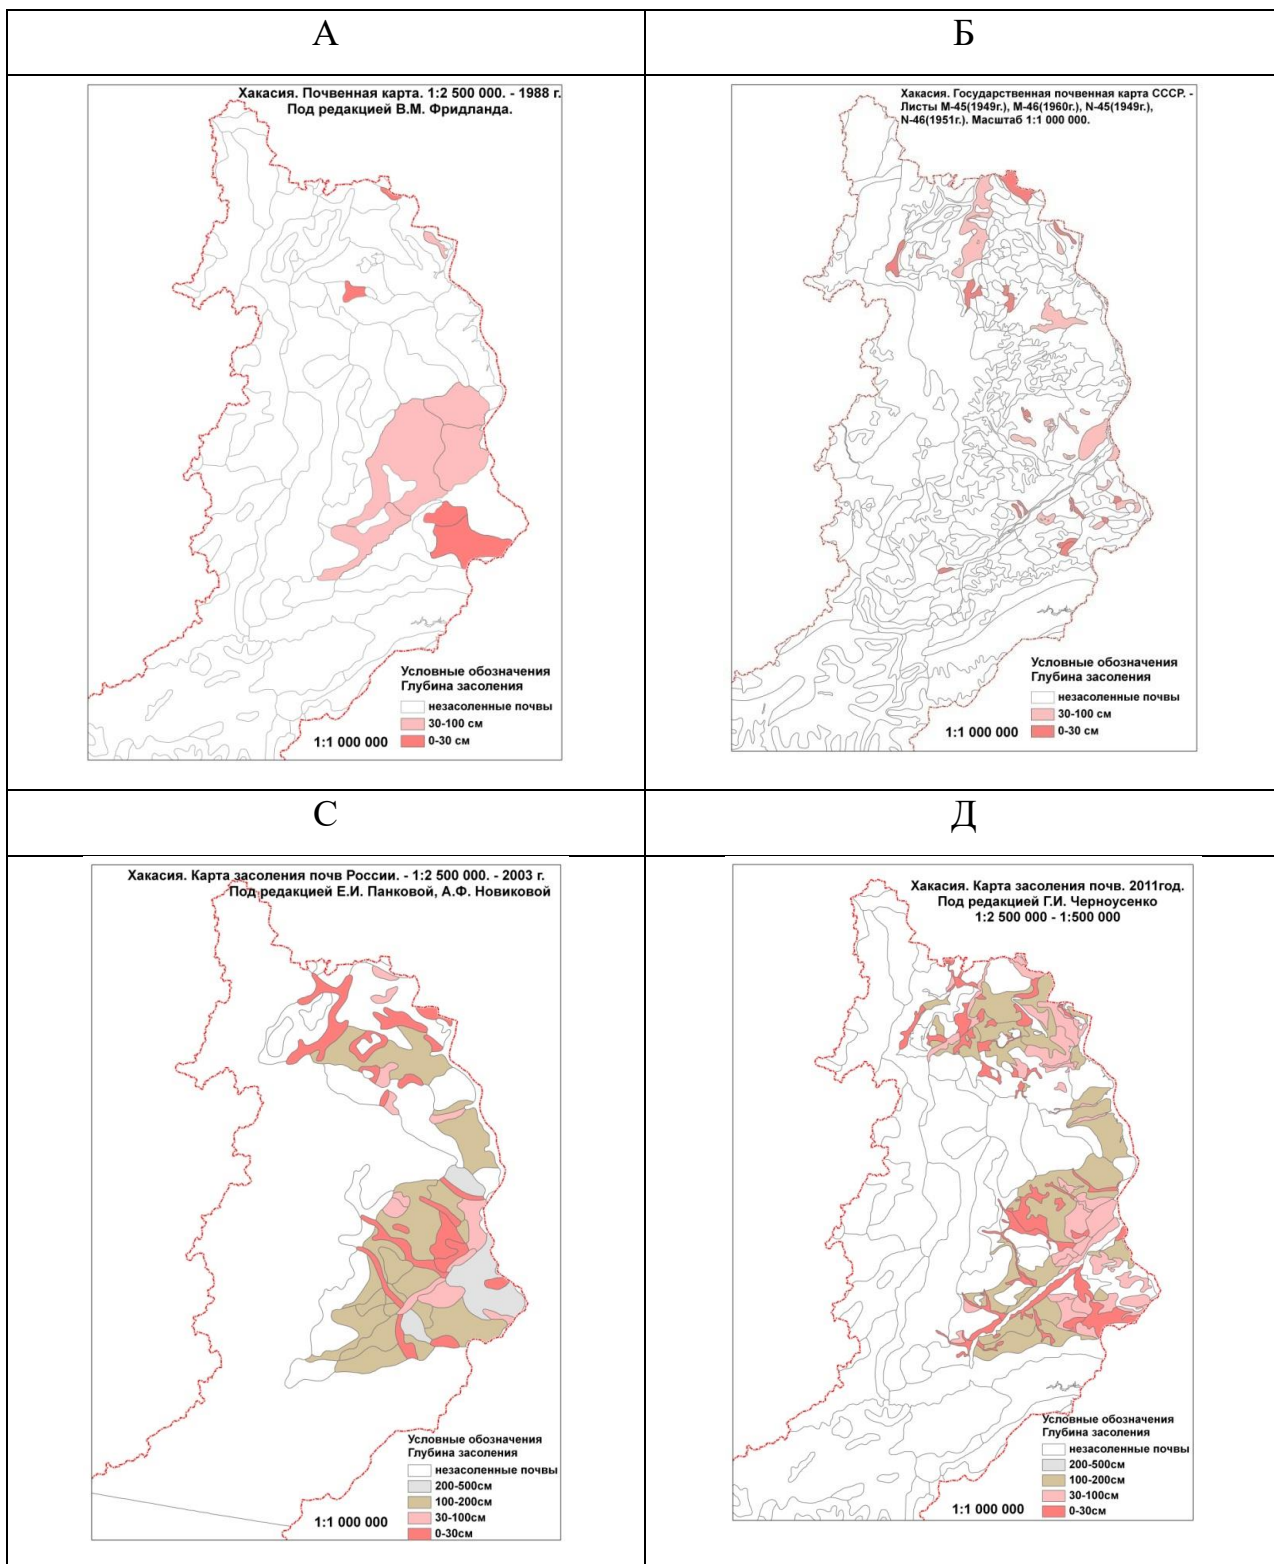 А
Б
Хакасия. Почвенная карта. 1:2 500 000. - 1988 г.
Под редакцией В.М. Фридланда.
Условные обозначения
Глубина засоления
незасоленные почвы
30-100 см
0-30 см
1:1 000 000
Хакасия. Государственная почвенная карта СССР. -
Листы М-45(1949г.), М-46(1960г.), N-45(1949г.),
N-46(1951г.). Масштаб 1:1 000 000.
Условные обозначения
Глубина засоления
незасоленные почвы
30-100 см
0-30 см
1:1 000 000
С
Д
Хакасия. Карта засоления почв России. - 1:2 500 000. - 2003 г.
Под редакцией Е.И. Панковой, А.Ф. Новиковой
Условные обозначения
Глубина засоления
незасоленные почвы
200-500см
100-200см
30-100см
0-30см
1:1 000 000
Хакасия. Карта засоления почв. 2011год.
Под редакцией Г.И. Черноусенко
1:2 500 000 - 1:500 000
Условные обозначения
Глубина засоления
незасоленные почвы
200-500см
100-200см
30-100см
0-30см
1:1 000 000